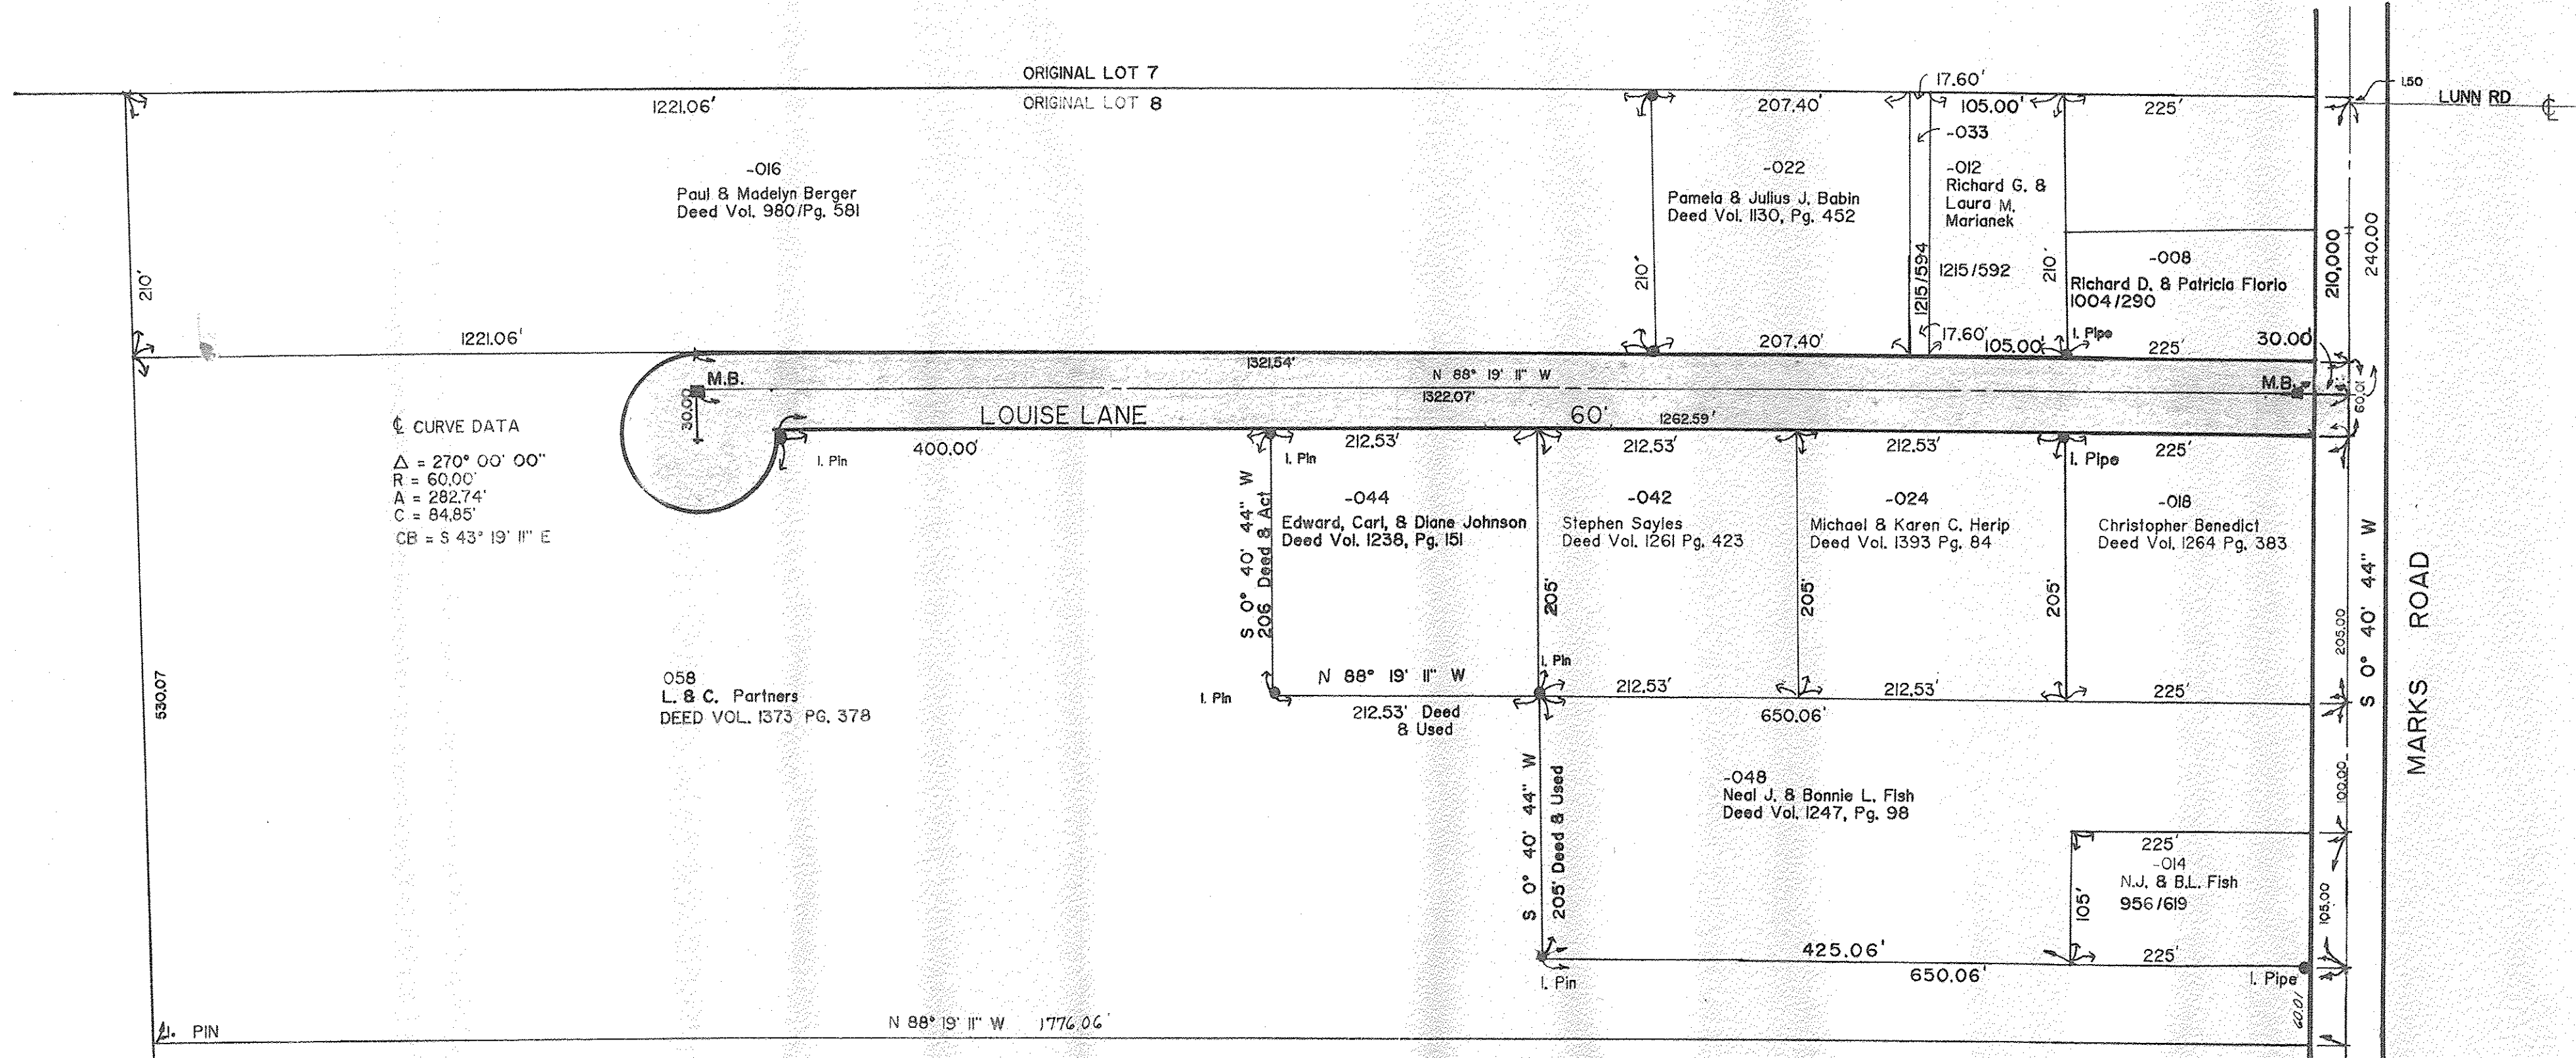 ORIGINAL LOT 7
ORIGINAL LOT 8
1221.06'
17.60'
207.40'
105.00'
225'
1.50
LUNN RD
℄
-016
Paul & Madelyn Berger
Deed Vol. 980/Pg. 581
-022
Pamela & Julius J. Babin
Deed Vol. 1130, Pg. 452
-033
-012
Richard G. &
Laura M.
Marianek
1215/594
1215/592
210'
210'
210'
210.00
240.00
-008
Richard D. & Patricia Florio
1004/290
1221.06'
207.40'
17.60'
105.00'
I. Pipe
225'
30.00'
M.B.
30.00
1321.54'
N 88° 19' 11" W
1322.07'
M.B.
60.01
LOUISE LANE
60'
1262.59'
℄ CURVE DATA
Δ = 270° 00' 00"
R = 60.00'
A = 282.74'
C = 84.85'
CB = S 43° 19' 11" E
I. Pin
400.00'
I. Pin
212.53'
212.53'
212.53'
I. Pipe
225'
S 0° 40' 44" W
206 Deed & Act
-044
Edward, Carl, & Diane Johnson
Deed Vol. 1238, Pg. 151
-042
Stephen Sayles
Deed Vol. 1261 Pg. 423
-024
Michael & Karen C. Herip
Deed Vol. 1393 Pg. 84
-018
Christopher Benedict
Deed Vol. 1264 Pg. 383
205'
205'
205'
205.00
S 0° 40' 44" W
MARKS ROAD
530.07
058
L. & C. Partners
DEED VOL. 1373 PG. 378
I. Pin
N 88° 19' 11" W
I. Pin
212.53' Deed
& Used
212.53'
212.53'
225'
650.06'
S 0° 40' 44" W
205' Deed & Used
-048
Neal J. & Bonnie L. Fish
Deed Vol. 1247, Pg. 98
100.00
225'
-014
N.J. & B.L. Fish
956/619
105'
105.00
425.06'
225'
650.06'
I. Pin
I. Pipe
60.01
I. PIN
N 88° 19' 11" W 1776.06'